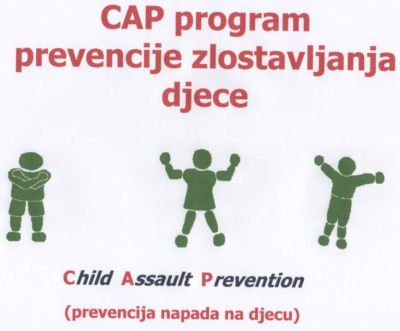 CAP program
prevencije zlostavljanja
djece
Child Assault Prevention
(prevencija napada na djecu)